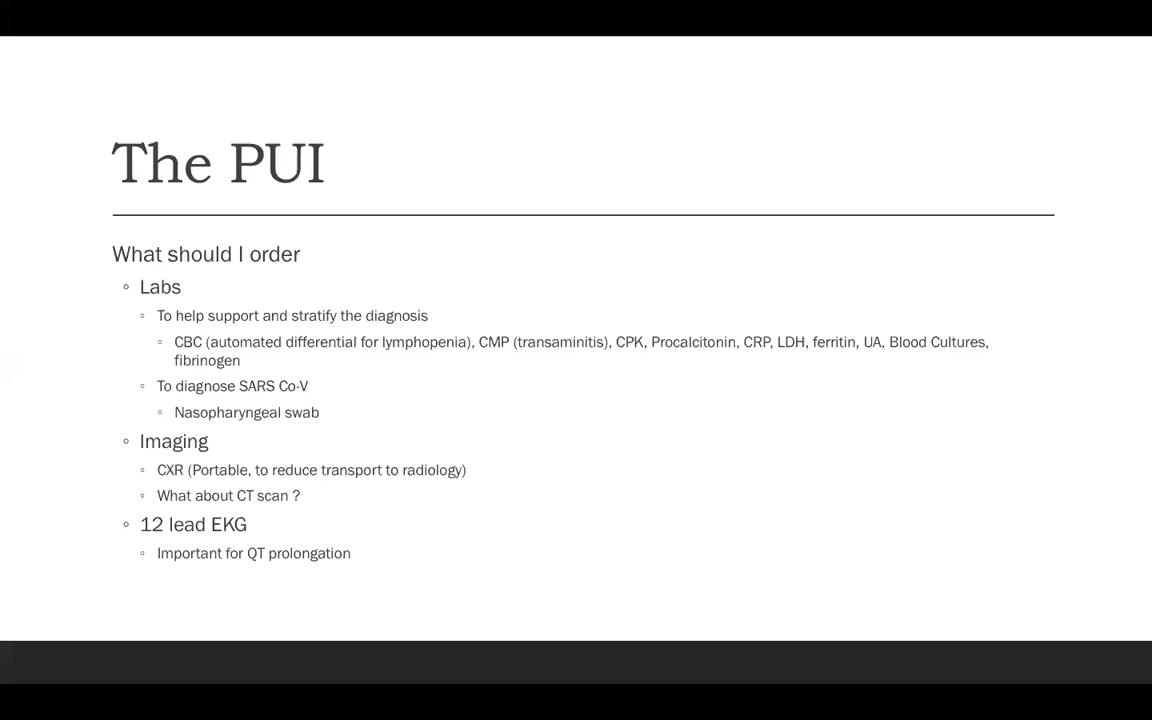 The PUI
What should I order
◦ Labs
◦ To help support and stratify the diagnosis
◦ CBC (automated differential for lymphopenia), CMP (transaminitis), CPK, Procalcitonin, CRP, LDH, ferritin, UA, Blood Cultures,
fibrinogen
◦ To diagnose SARS Co-V
◦ Nasopharyngeal swab
◦ Imaging
◦ CXR (Portable, to reduce transport to radiology)
◦ What about CT scan ?
◦ 12 lead EKG
◦ Important for QT prolongation